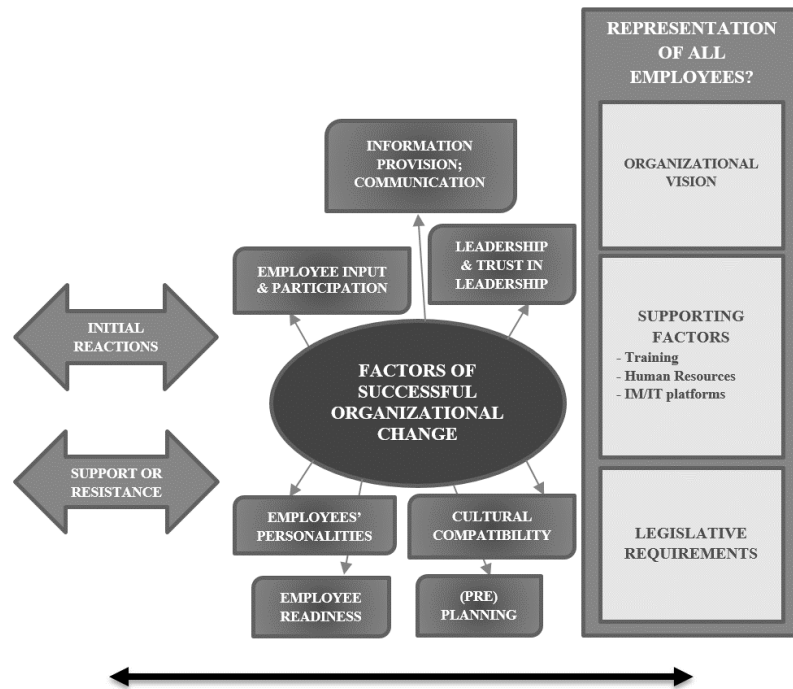 REPRESENTATION
OF ALL
EMPLOYEES?
INFORMATION
PROVISION;
COMMUNICATION
ORGANIZATIONAL
VISION
EMPLOYEE INPUT
& PARTICIPATION
LEADERSHIP
& TRUST IN
LEADERSHIP
INITIAL
REACTIONS
SUPPORTING
FACTORS
- Training
- Human Resources
- IM/IT platforms
FACTORS OF
SUCCESSFUL
ORGANIZATIONAL
CHANGE
SUPPORT OR
RESISTANCE
EMPLOYEES’
PERSONALITIES
CULTURAL
COMPATIBILITY
LEGISLATIVE
REQUIREMENTS
EMPLOYEE
READINESS
(PRE)
PLANNING